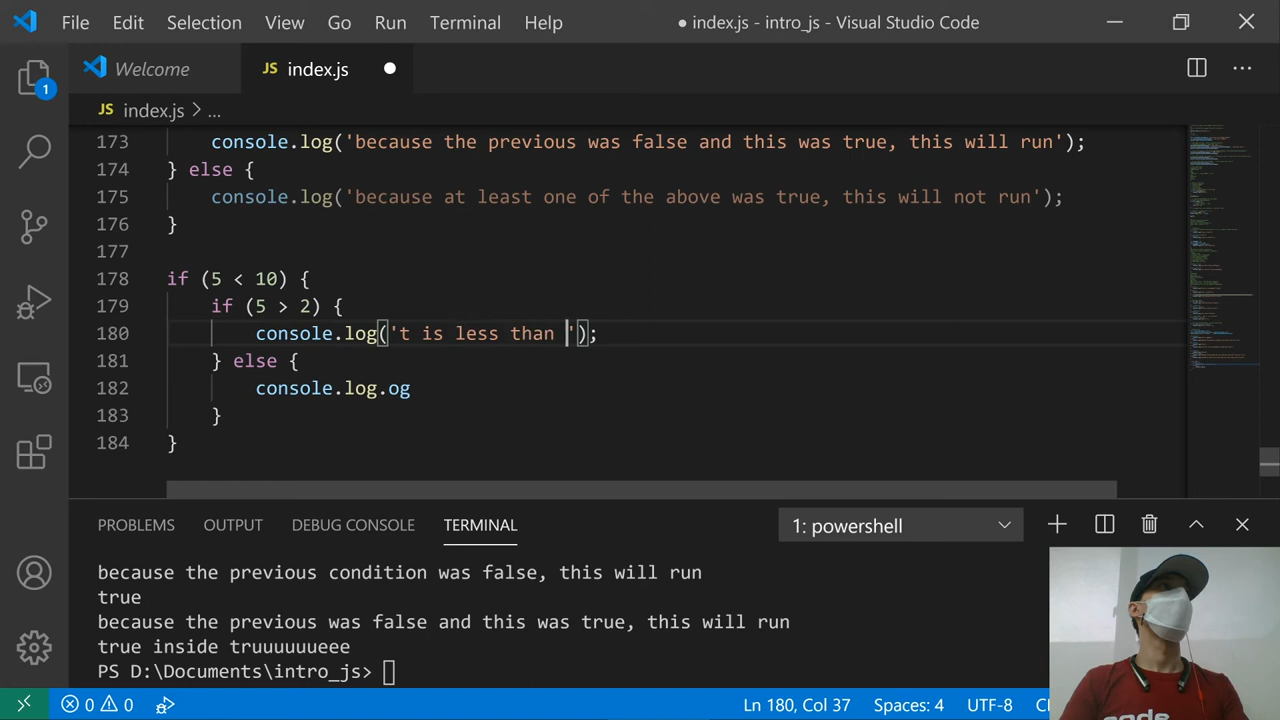 File Edit Selection View Go Run Terminal Help ● index.js - intro_js - Visual Studio Code
Welcome JS index.js
JS index.js > ...
173 console.log('because the previous was false and this was true, this will run');
174 } else {
175 console.log('because at least one of the above was true, this will not run');
176 }
177
178 if (5 < 10) {
179 if (5 > 2) {
180 console.log('t is less than ');
181 } else {
182 console.log.og
183 }
184 }
1
PROBLEMS OUTPUT DEBUG CONSOLE TERMINAL 1: powershell
because the previous condition was false, this will run
true
because the previous was false and this was true, this will run
true inside truuuuuueee
PS D:\Documents\intro_js>
0 0 Ln 180, Col 37 Spaces: 4 UTF-8